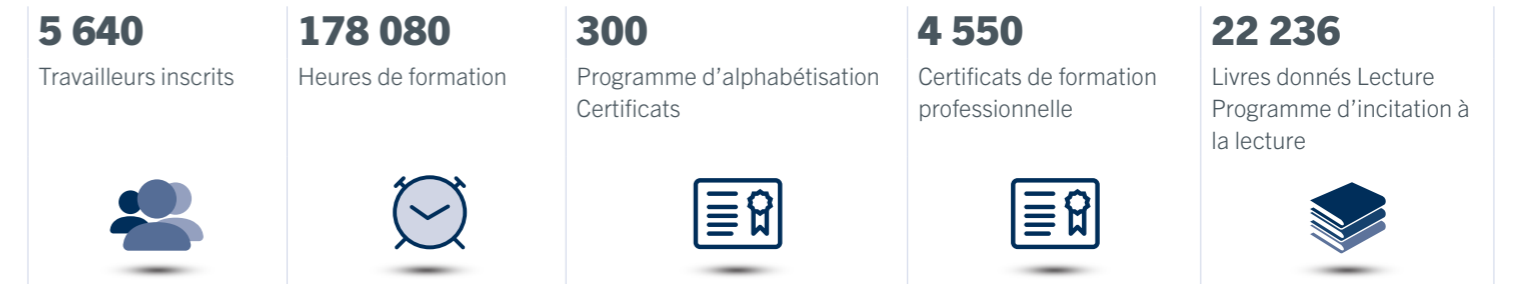 5 640
Travailleurs inscrits
178 080
Heures de formation
300
Programme d’alphabétisation
Certificats
4 550
Certificats de formation
professionnelle
22 236
Livres donnés Lecture
Programme d’incitation à
la lecture